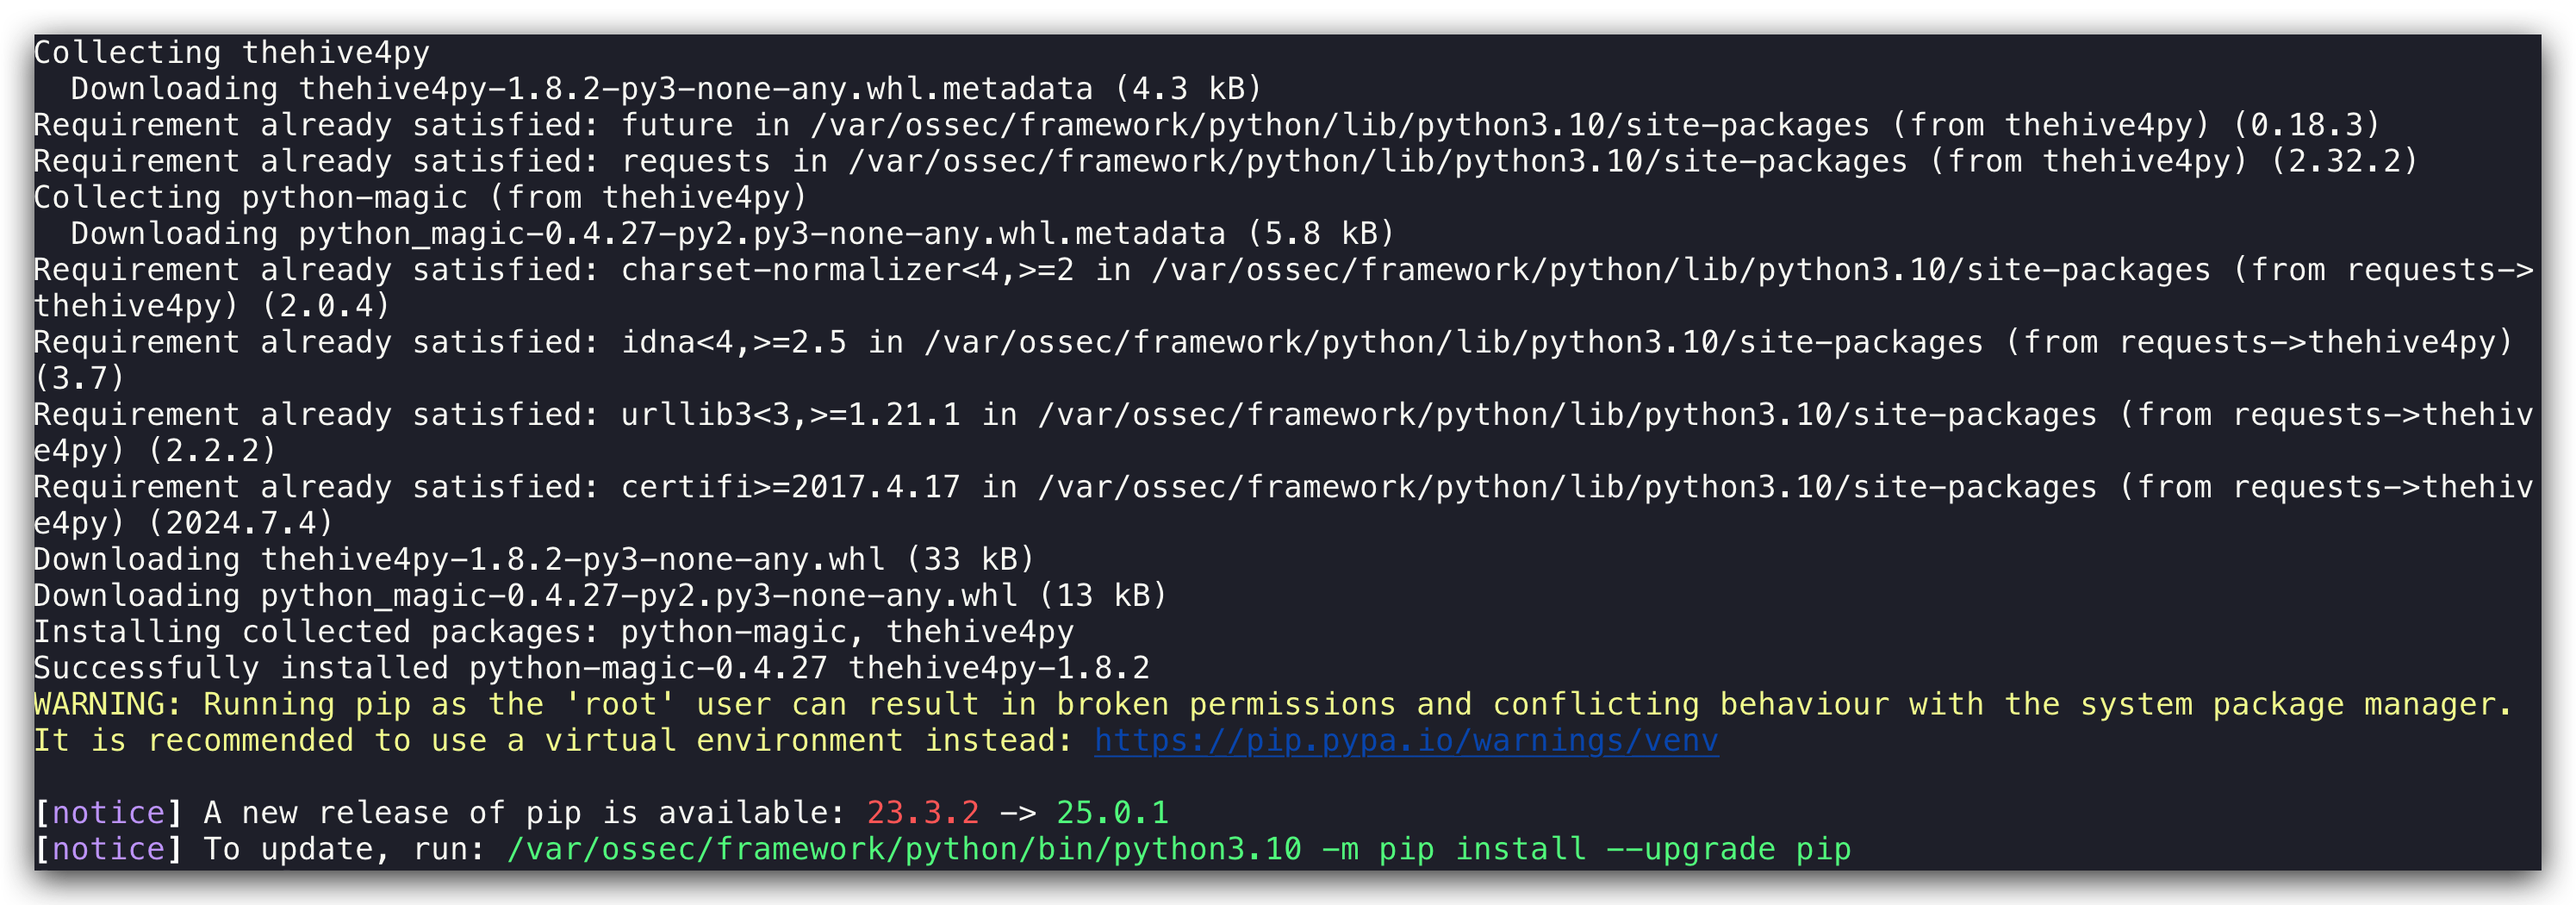 Collecting thehive4py
  Downloading thehive4py-1.8.2-py3-none-any.whl.metadata (4.3 kB)
Requirement already satisfied: future in /var/ossec/framework/python/lib/python3.10/site-packages (from thehive4py) (0.18.3)
Requirement already satisfied: requests in /var/ossec/framework/python/lib/python3.10/site-packages (from thehive4py) (2.32.2)
Collecting python-magic (from thehive4py)
  Downloading python_magic-0.4.27-py2.py3-none-any.whl.metadata (5.8 kB)
Requirement already satisfied: charset-normalizer<4,>=2 in /var/ossec/framework/python/lib/python3.10/site-packages (from requests->
thehive4py) (2.0.4)
Requirement already satisfied: idna<4,>=2.5 in /var/ossec/framework/python/lib/python3.10/site-packages (from requests->thehive4py)
(3.7)
Requirement already satisfied: urllib3<3,>=1.21.1 in /var/ossec/framework/python/lib/python3.10/site-packages (from requests->thehiv
e4py) (2.2.2)
Requirement already satisfied: certifi>=2017.4.17 in /var/ossec/framework/python/lib/python3.10/site-packages (from requests->thehiv
e4py) (2024.7.4)
Downloading thehive4py-1.8.2-py3-none-any.whl (33 kB)
Downloading python_magic-0.4.27-py2.py3-none-any.whl (13 kB)
Installing collected packages: python-magic, thehive4py
Successfully installed python-magic-0.4.27 thehive4py-1.8.2
WARNING: Running pip as the 'root' user can result in broken permissions and conflicting behaviour with the system package manager.
It is recommended to use a virtual environment instead: https://pip.pypa.io/warnings/venv
[notice] A new release of pip is available: 23.3.2 -> 25.0.1
[notice] To update, run: /var/ossec/framework/python/bin/python3.10 -m pip install --upgrade pip